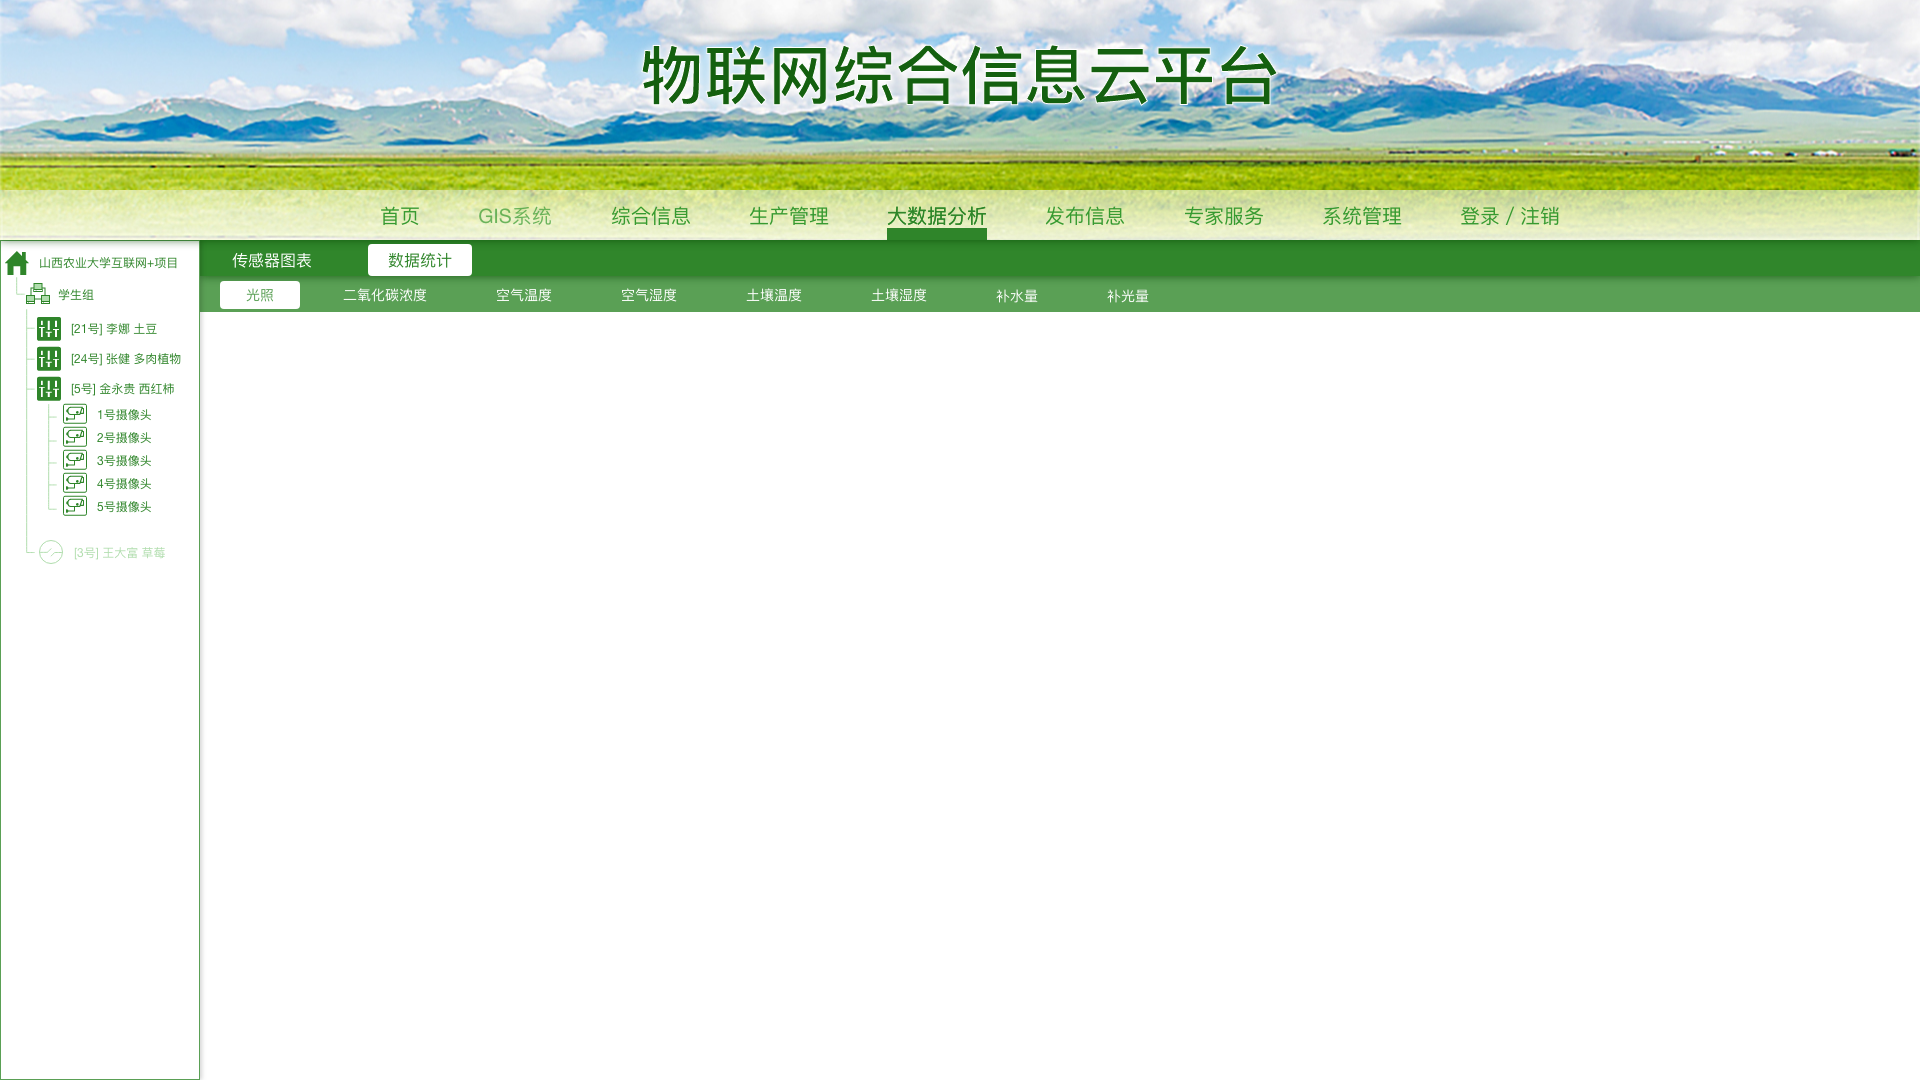 物联网综合信息云平台
首页 GIS系统 综合信息 生产管理 大数据分析 发布信息 专家服务 系统管理 登录 / 注销
传感器图表 数据统计
光照 二氧化碳浓度 空气温度 空气湿度 土壤温度 土壤湿度 补水量 补光量
山西农业大学互联网+项目
学生组
[21号] 李娜 土豆
[24号] 张健 多肉植物
[5号] 金永贵 西红柿
1号摄像头
2号摄像头
3号摄像头
4号摄像头
5号摄像头
[3号] 王大富 草莓